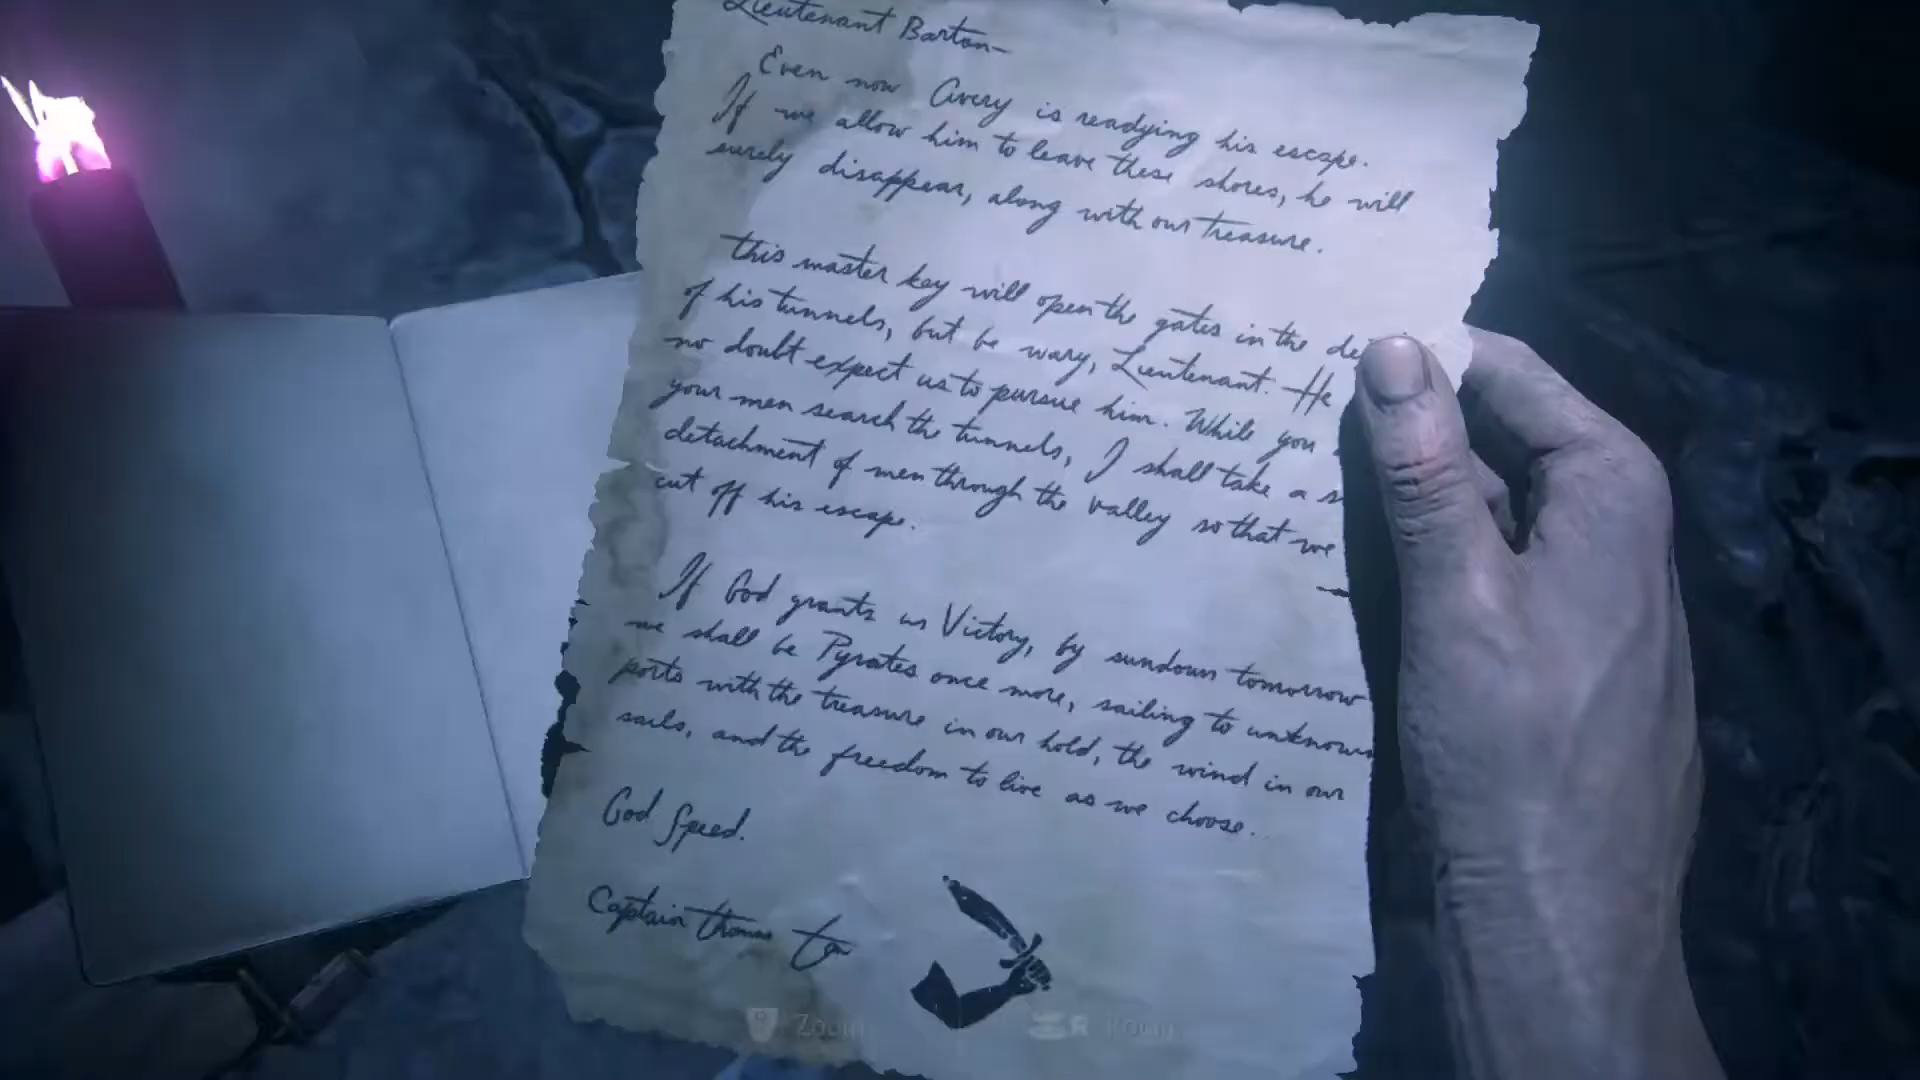 Lieutenant Barton—
Even now Avery is readying his escape.
If we allow him to leave these shores, he will
surely disappear, along with our treasure.
This master key will open the gates in the
of his tunnels, but be wary, Lieutenant. He
no doubt expect us to pursue him. While you
your men search the tunnels, I shall take a
detachment of men through the valley so that we
cut off his escape.
If God grants us Victory, by sundown tomorrow
we shall be Pyrates once more, sailing to unknown
ports with the treasure in our hold, the wind in our
sails, and the freedom to live as we choose.
God Speed.
Captain Thomas Tew
Zoom
R Room